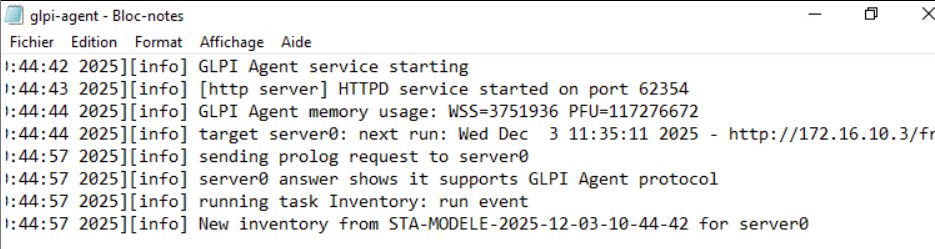 glpi-agent - Bloc-notes
Fichier Edition Format Affichage Aide
:44:42 2025][info] GLPI Agent service starting
:44:43 2025][info] [http server] HTTPD service started on port 62354
:44:44 2025][info] GLPI Agent memory usage: WSS=3751936 PFU=117276672
:44:44 2025][info] target server0: next run: Wed Dec  3 11:35:11 2025 - http://172.16.10.3/fr
:44:57 2025][info] sending prolog request to server0
:44:57 2025][info] server0 answer shows it supports GLPI Agent protocol
:44:57 2025][info] running task Inventory: run event
:44:57 2025][info] New inventory from STA-MODELE-2025-12-03-10-44-42 for server0